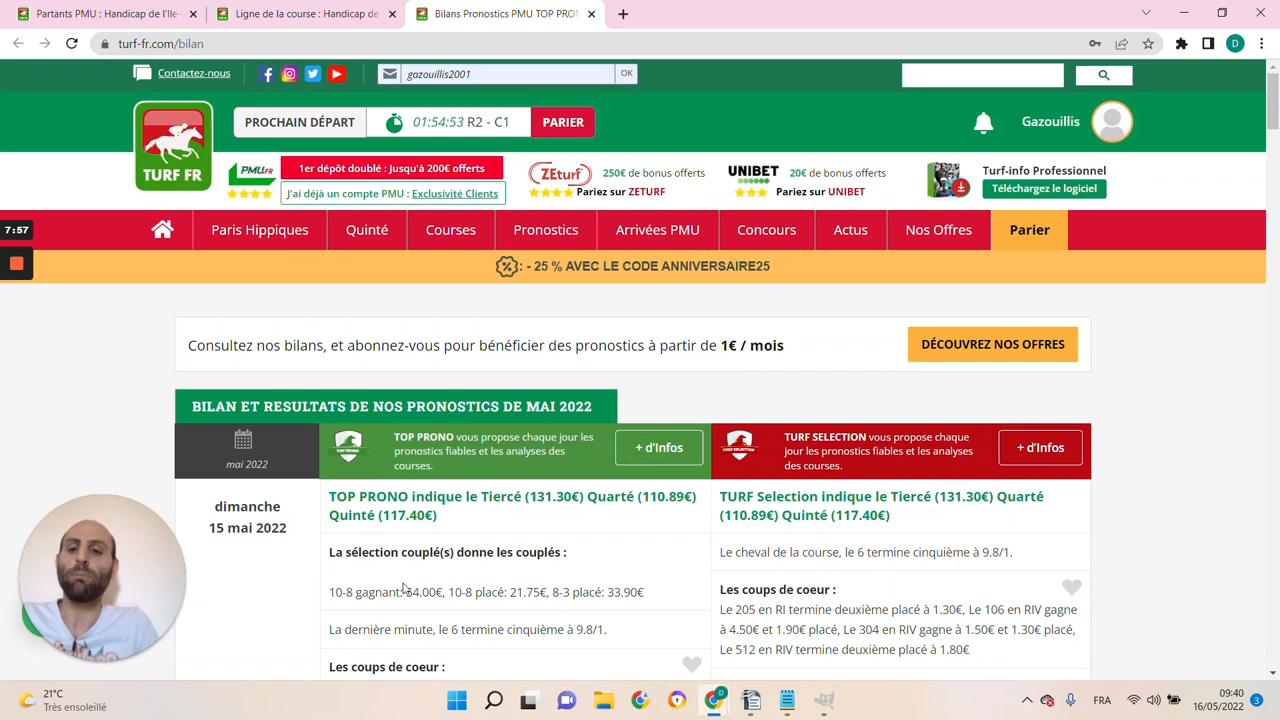 Partants PMU : Handicap de l'Ile-
Ligne de la course : Handicap de
Bilans Pronostics PMU TOP PRON
turf-fr.com/bilan
Contactez-nous
gazouillis2001
OK
TURF FR
PROCHAIN DÉPART
01:54:53 R2 - C1
PARIER
Gazouillis
PMU.FR
1er dépôt doublé : Jusqu'à 200€ offerts
J'ai déjà un compte PMU : Exclusivité Clients
ZEturf
250€ de bonus offerts
Pariez sur ZETURF
UNIBET
20€ de bonus offerts
Pariez sur UNIBET
Turf-info Professionnel
Téléchargez le logiciel
7:57
Paris Hippiques
Quinté
Courses
Pronostics
Arrivées PMU
Concours
Actus
Nos Offres
Parier
: - 25 % AVEC LE CODE ANNIVERSAIRE25
Consultez nos bilans, et abonnez-vous pour bénéficier des pronostics à partir de 1€ / mois
DÉCOUVREZ NOS OFFRES
BILAN ET RESULTATS DE NOS PRONOSTICS DE MAI 2022
mai 2022
TOP PRONO
TOP PRONO vous propose chaque jour les
pronostics fiables et les analyses des
courses.
+ d'Infos
TURF SELECTION
TURF SELECTION vous propose chaque
jour les pronostics fiables et les analyses
des courses.
+ d'Infos
dimanche
15 mai 2022
TOP PRONO indique le Tiercé (131.30€) Quarté (110.89€)
Quinté (117.40€)
La sélection couplé(s) donne les couplés :
10-8 gagnant: 64.00€, 10-8 placé: 21.75€, 8-3 placé: 33.90€
La dernière minute, le 6 termine cinquième à 9.8/1.
Les coups de coeur :
TURF Selection indique le Tiercé (131.30€) Quarté
(110.89€) Quinté (117.40€)
Le cheval de la course, le 6 termine cinquième à 9.8/1.
Les coups de coeur :
Le 205 en RI termine deuxième placé à 1.30€, Le 106 en RIV gagne
à 4.50€ et 1.90€ placé, Le 304 en RIV gagne à 1.50€ et 1.30€ placé,
Le 512 en RIV termine deuxième placé à 1.80€
21°C
Très ensoleillé
FRA
09:40
16/05/2022
3